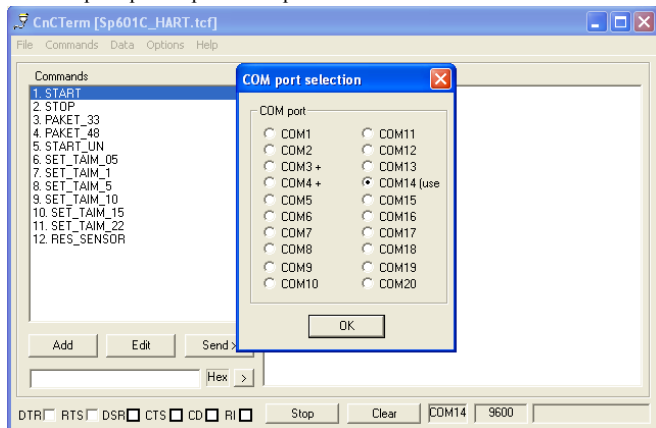 CnCTerm [Sp601C_HART.tcf]
File Commands Data Options Help
Commands
1. START
2. STOP
3. PAKET_33
4. PAKET_48
5. START_UN
6. SET_TAIM_05
7. SET_TAIM_1
8. SET_TAIM_5
9. SET_TAIM_10
10. SET_TAIM_15
11. SET_TAIM_22
12. RES_SENSOR
COM port selection
COM port
COM1 COM11
COM2 COM12
COM3 + COM13
COM4 + COM14 (use
COM5 COM15
COM6 COM16
COM7 COM17
COM8 COM18
COM9 COM19
COM10 COM20
OK
Add Edit Send >
Hex >
DTR RTS DSR CTS CD RI Stop Clear COM14 9600